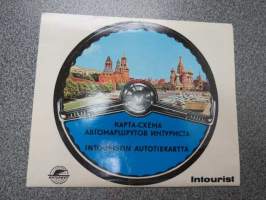 КАРТА-СХЕМА
АВТОМАРШРУТОВ ИНТУРИСТА
INTOURISTIN AUTOTIEKARTTA
Intourist